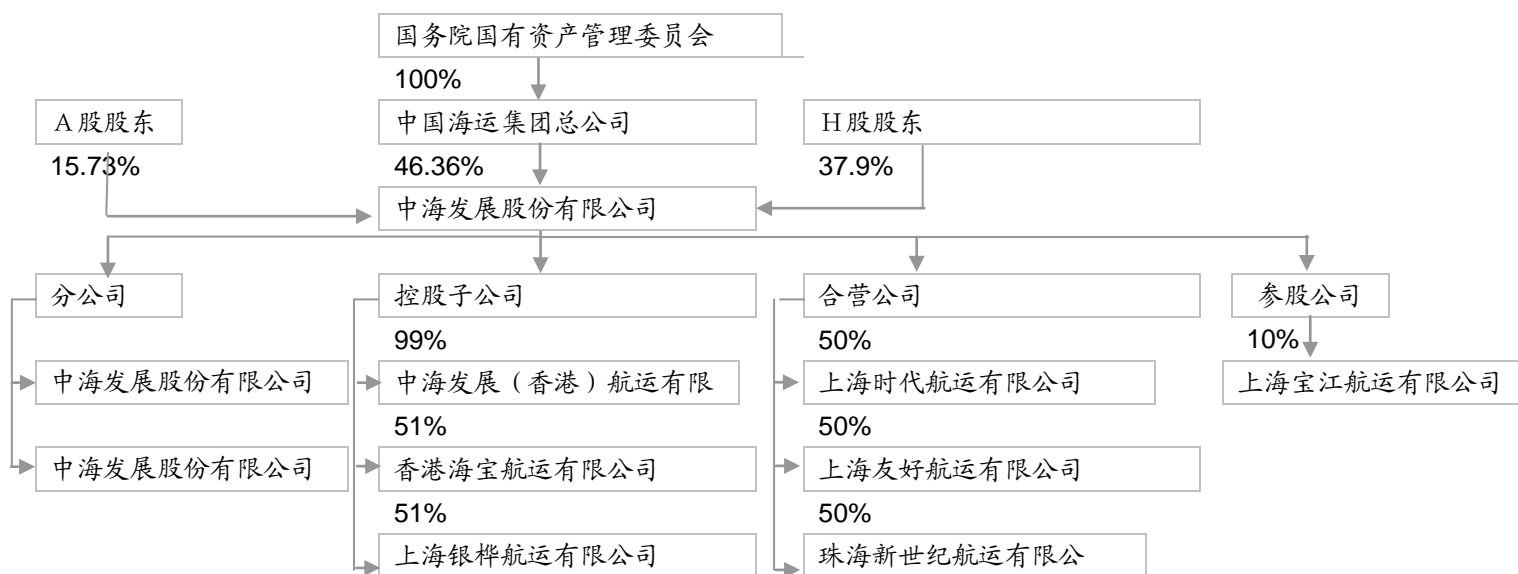 国务院国有资产管理委员会
100%
A股股东
中国海运集团总公司
H股股东
15.73%
46.36%
37.9%
中海发展股份有限公司
分公司
控股子公司
合营公司
参股公司
99%
50%
10%
中海发展股份有限公司
中海发展（香港）航运有限
上海时代航运有限公司
上海宝江航运有限公司
51%
50%
中海发展股份有限公司
香港海宝航运有限公司
上海友好航运有限公司
51%
50%
上海银桦航运有限公司
珠海新世纪航运有限公